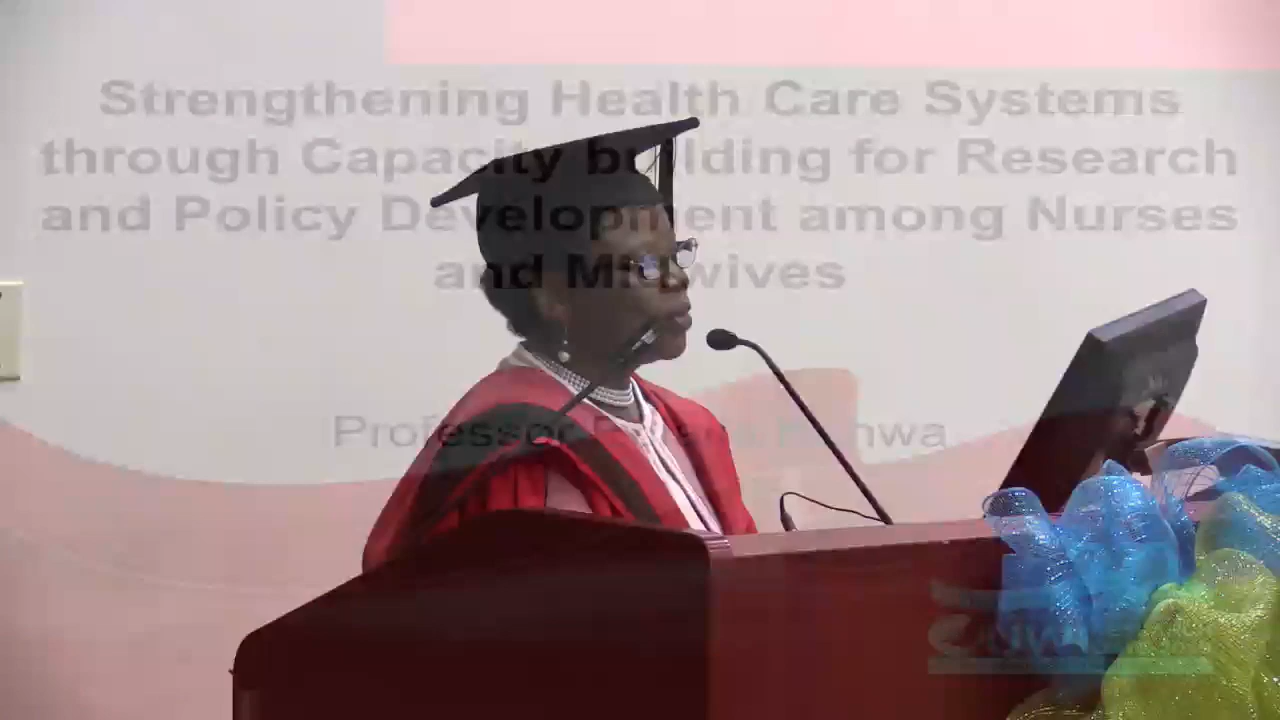 Strengthening Health Care Systems
through Capacity building for Research
and Policy Development among Nurses
and Midwives
Professor